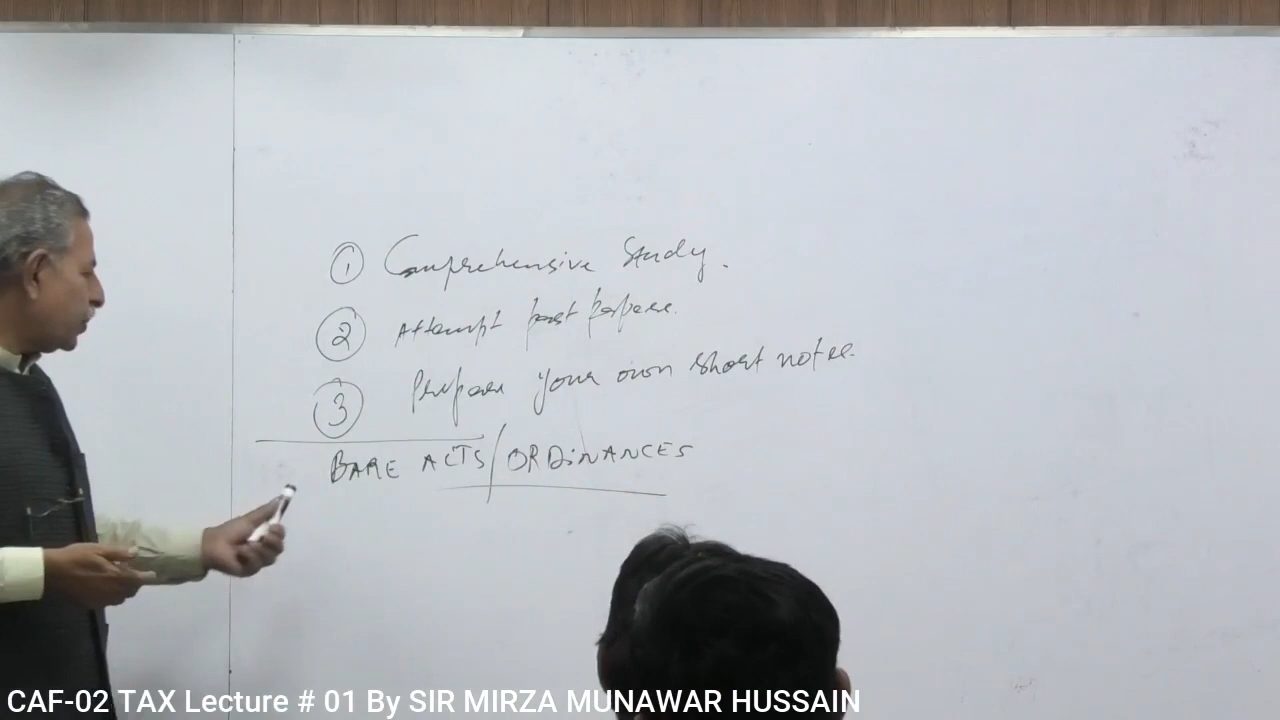 ① Comprehensive Study.
② Attempt past papers.
③ Prepare your own short notes.
BARE ACTS/ORDINANCES
CAF-02 TAX Lecture # 01 By SIR MIRZA MUNAWAR HUSSAIN